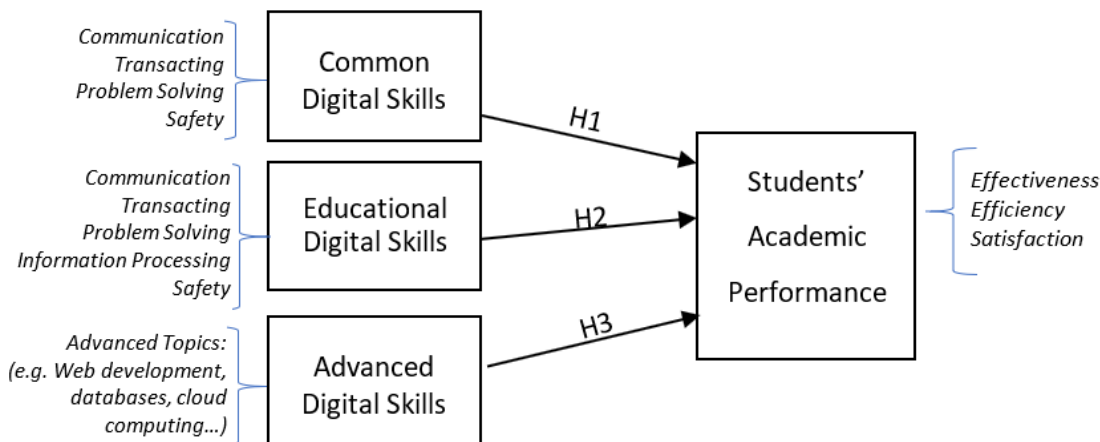 Communication
Transacting
Problem Solving
Safety
Common
Digital Skills
H1
Communication
Transacting
Problem Solving
Information Processing
Safety
Educational
Digital Skills
H2
Advanced Topics:
(e.g. Web development,
databases, cloud
computing…)
Advanced
Digital Skills
H3
Students’
Academic
Performance
Effectiveness
Efficiency
Satisfaction